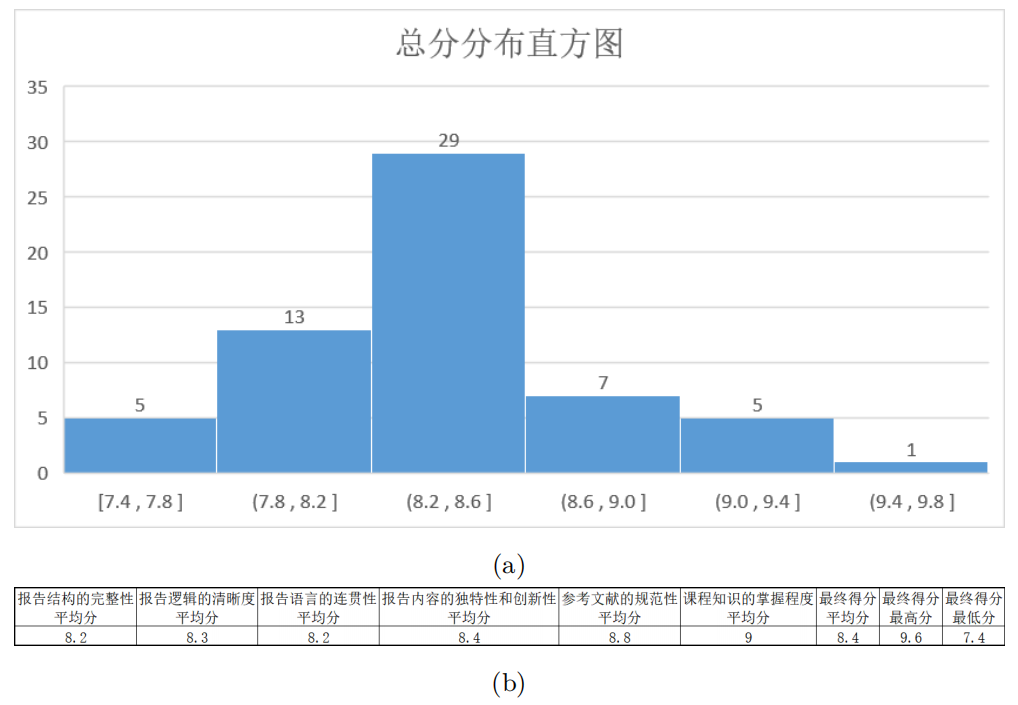 总分分布直方图
35
30
25
20
15
10
5
0
5
13
29
7
5
1
[7.4 , 7.8 ]
(7.8 , 8.2 ]
(8.2 , 8.6 ]
(8.6 , 9.0 ]
(9.0 , 9.4 ]
(9.4 , 9.8 ]
(a)
报告结构的完整性 报告逻辑的清晰度 报告语言的连贯性 报告内容的独特性和创新性 参考文献的规范性 课程知识的掌握程度 最终得分 最终得分 最终得分
平均分 平均分 平均分 平均分 平均分 平均分 平均分 最高分 最低分
8.2 8.3 8.2 8.4 8.8 9 8.4 9.6 7.4
(b)